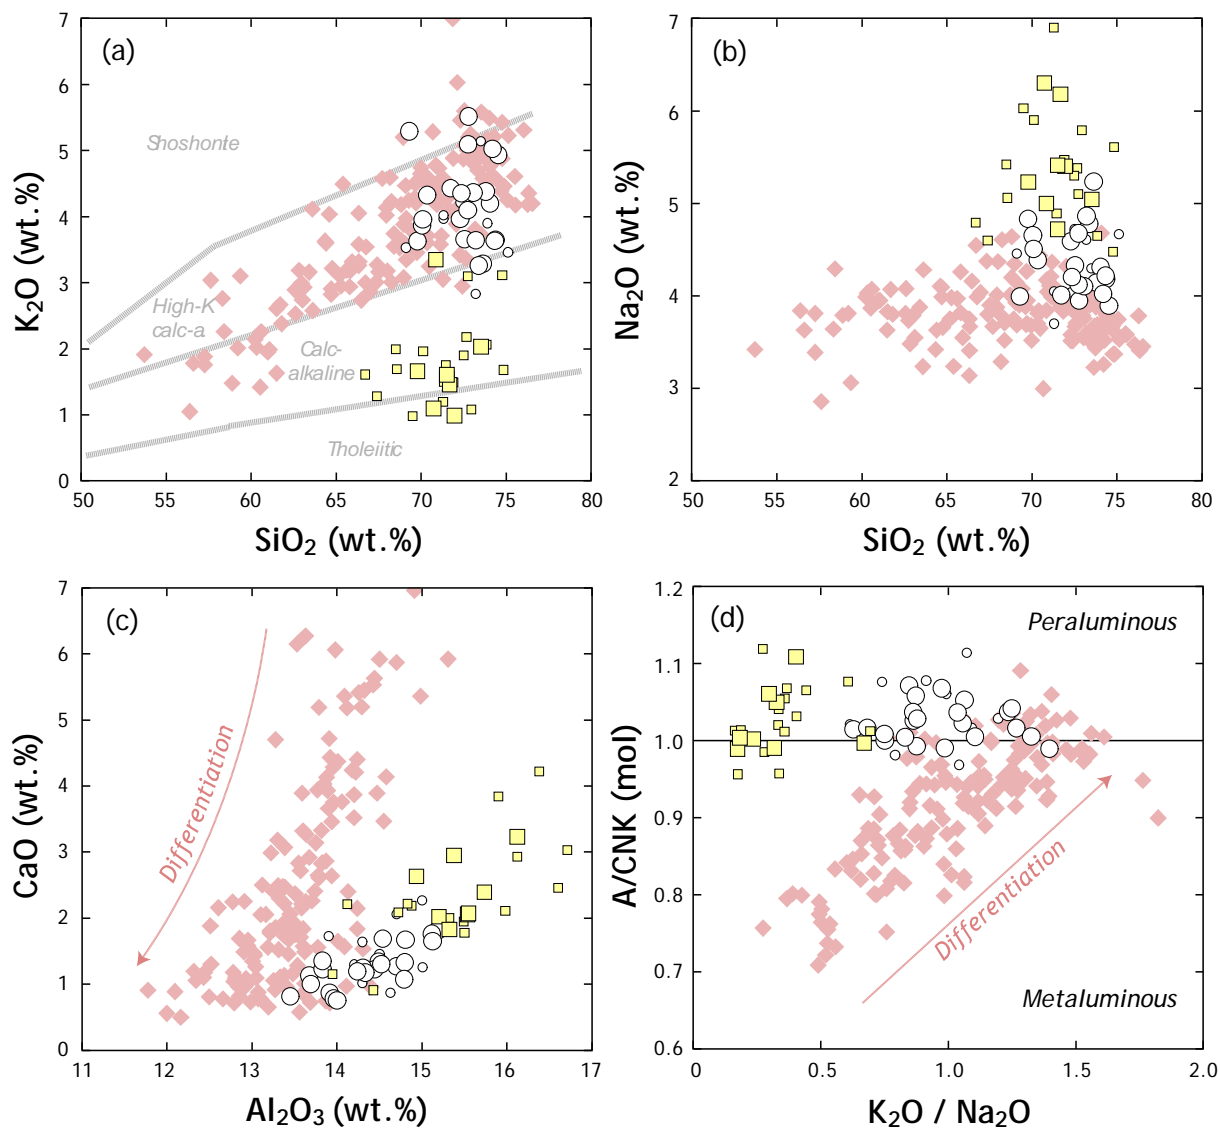 (a)
7
6
5
4
3
2
1
0
K2O (wt.%)
Shoshonite
High-K
calc-a.
Calc-
alkaline
Tholeiitic
50 55 60 65 70 75 80
SiO2 (wt.%)
(b)
7
6
5
4
3
2
Na2O (wt.%)
50 55 60 65 70 75 80
SiO2 (wt.%)
(c)
7
6
5
4
3
2
1
0
CaO (wt.%)
Differentiation
11 12 13 14 15 16 17
Al2O3 (wt.%)
(d)
1.2
1.1
1.0
0.9
0.8
0.7
0.6
A/CNK (mol)
Peraluminous
Differentiation
Metaluminous
0 0.5 1.0 1.5 2.0
K2O / Na2O